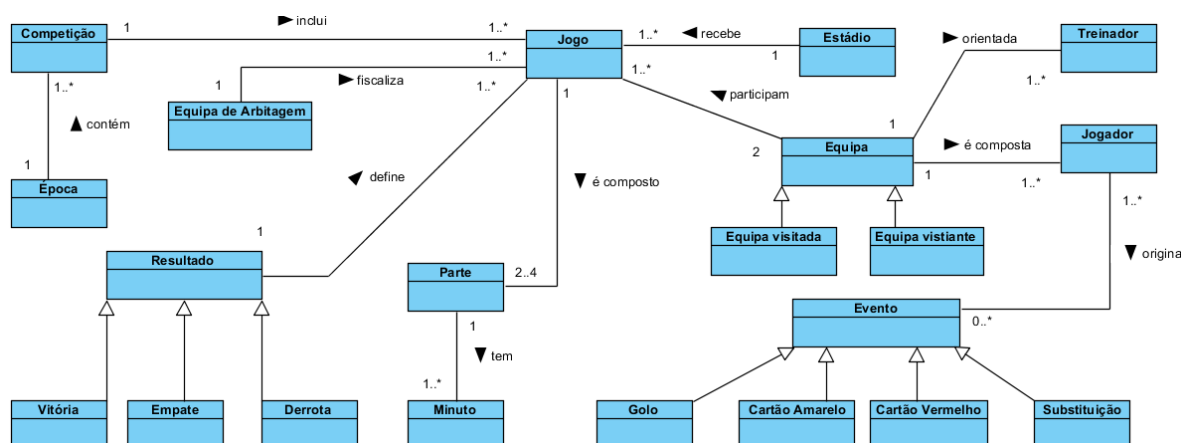 Competição
1
inclui
1..*
Jogo
1..*
recebe
1
Estádio
orientada
Treinador
1..*
1..*
fiscaliza
1
Equipa de Arbitagem
1..*
1
1..*
participam
1..*
contém
1
Época
2
Equipa
1
é composta
1
1..*
Jogador
define
é composto
1..*
1
Resultado
Equipa visitada
Equipa vistiante
origina
Parte
2..4
Evento
0..*
1
tem
1..*
Vitória
Empate
Derrota
Minuto
Golo
Cartão Amarelo
Cartão Vermelho
Substituição